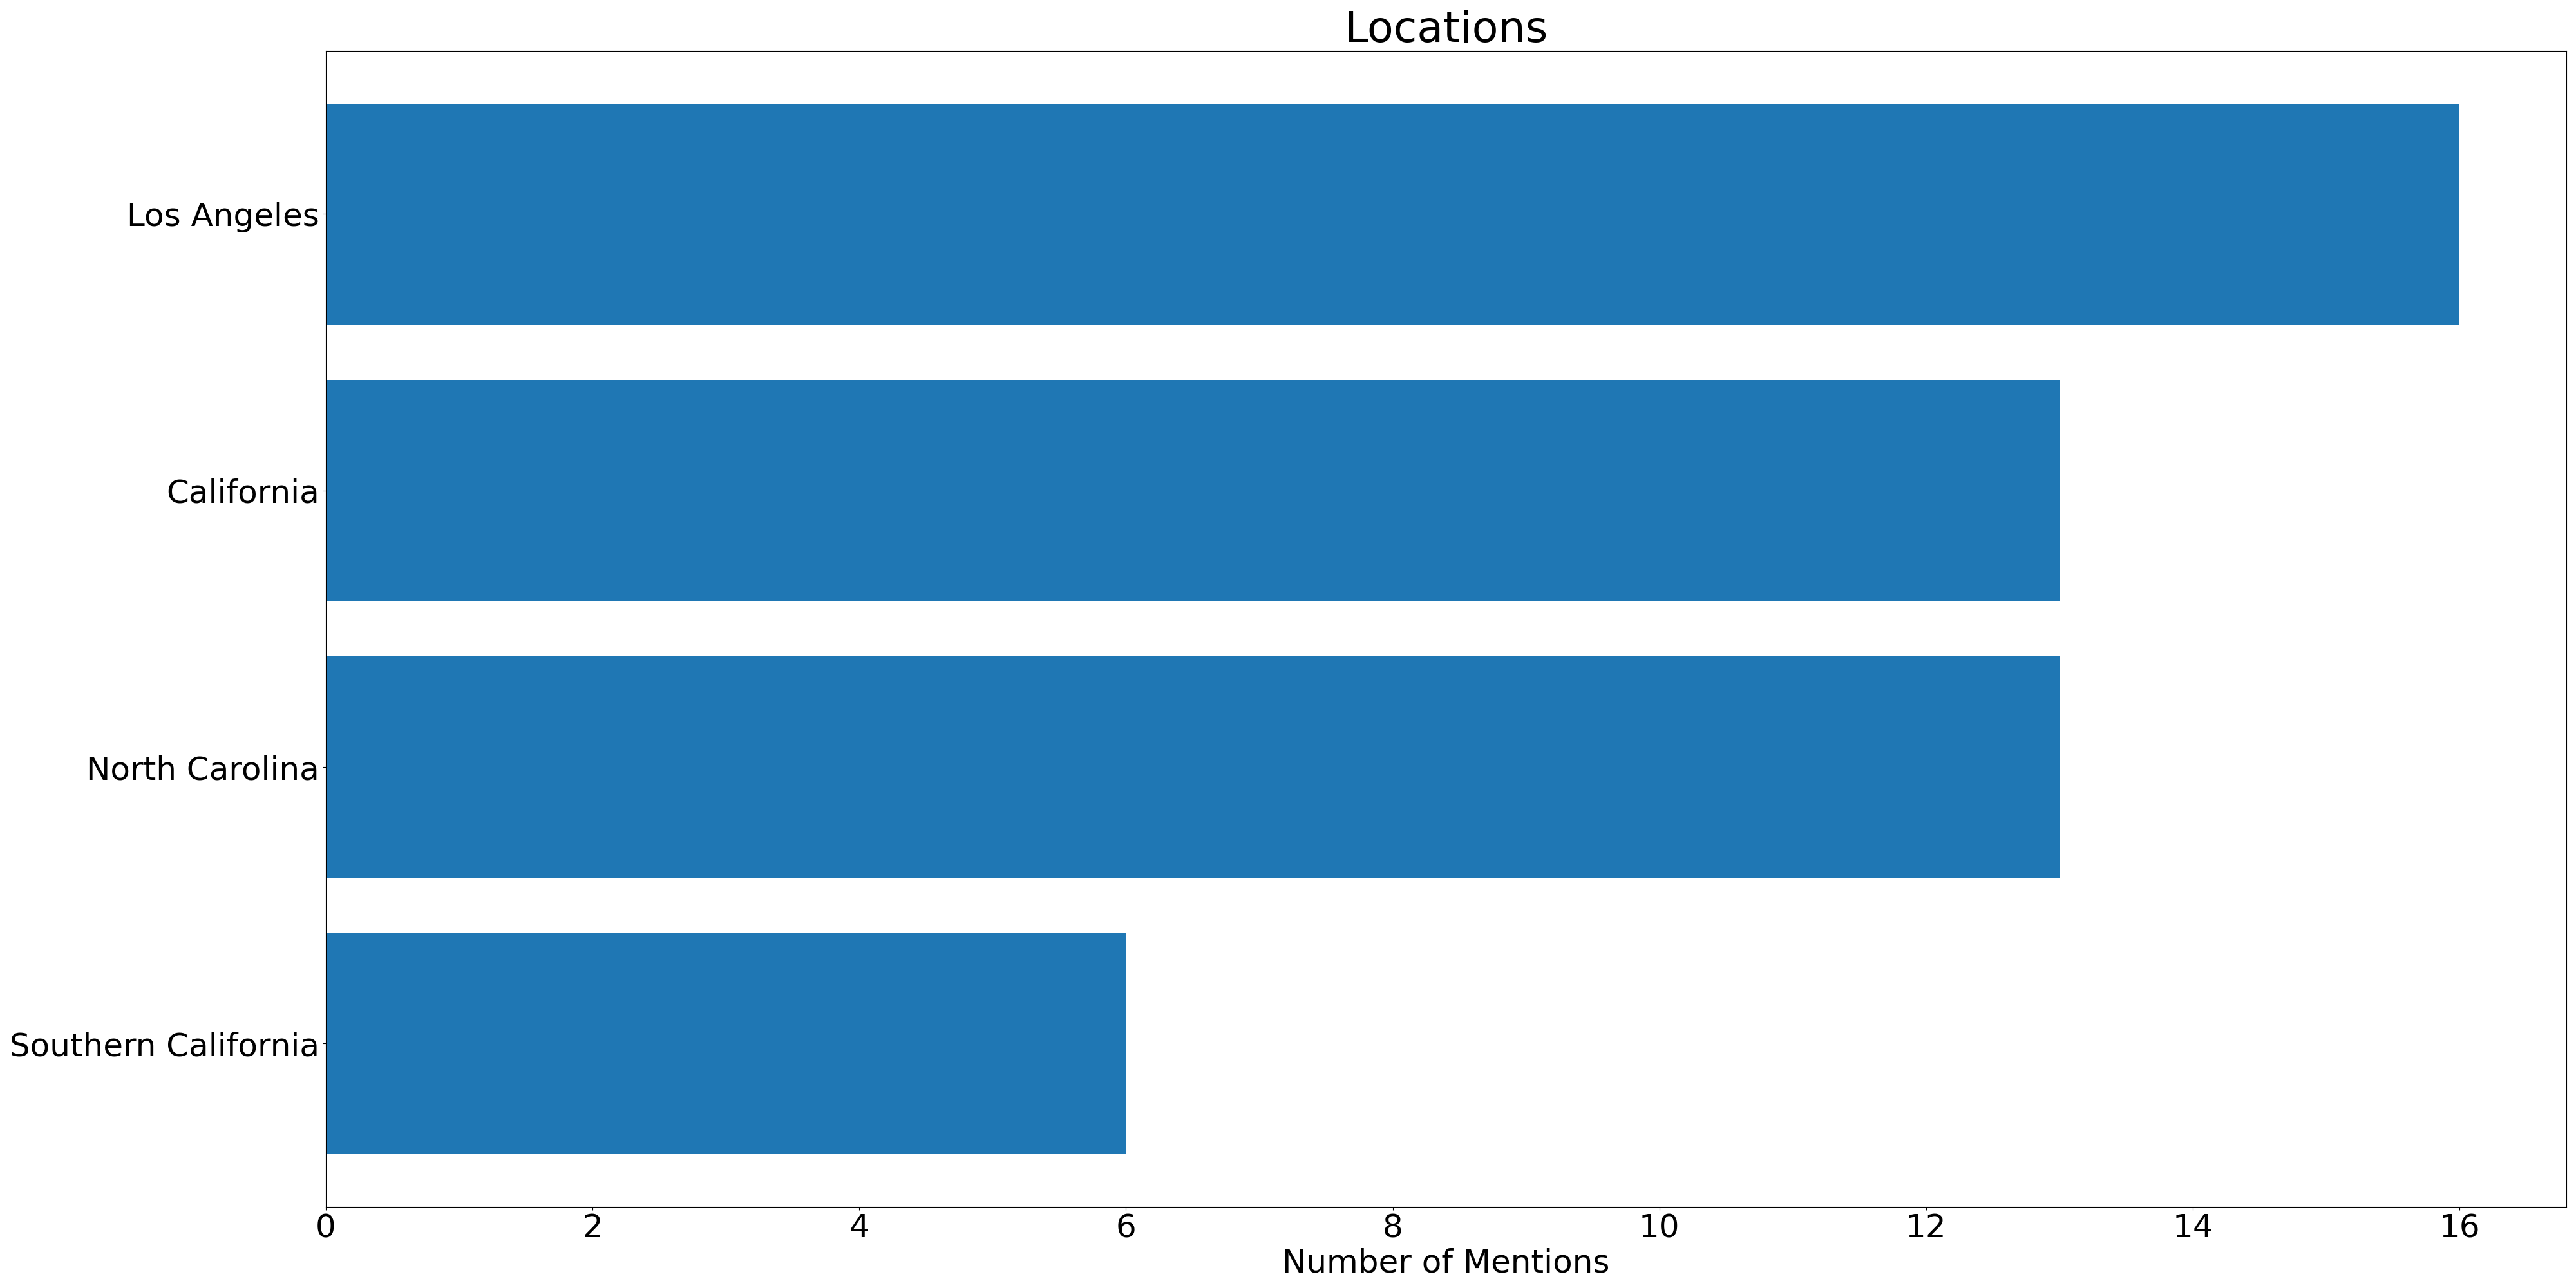 Locations
Los Angeles
California
North Carolina
Southern California
0 2 4 6 8 10 12 14 16
Number of Mentions